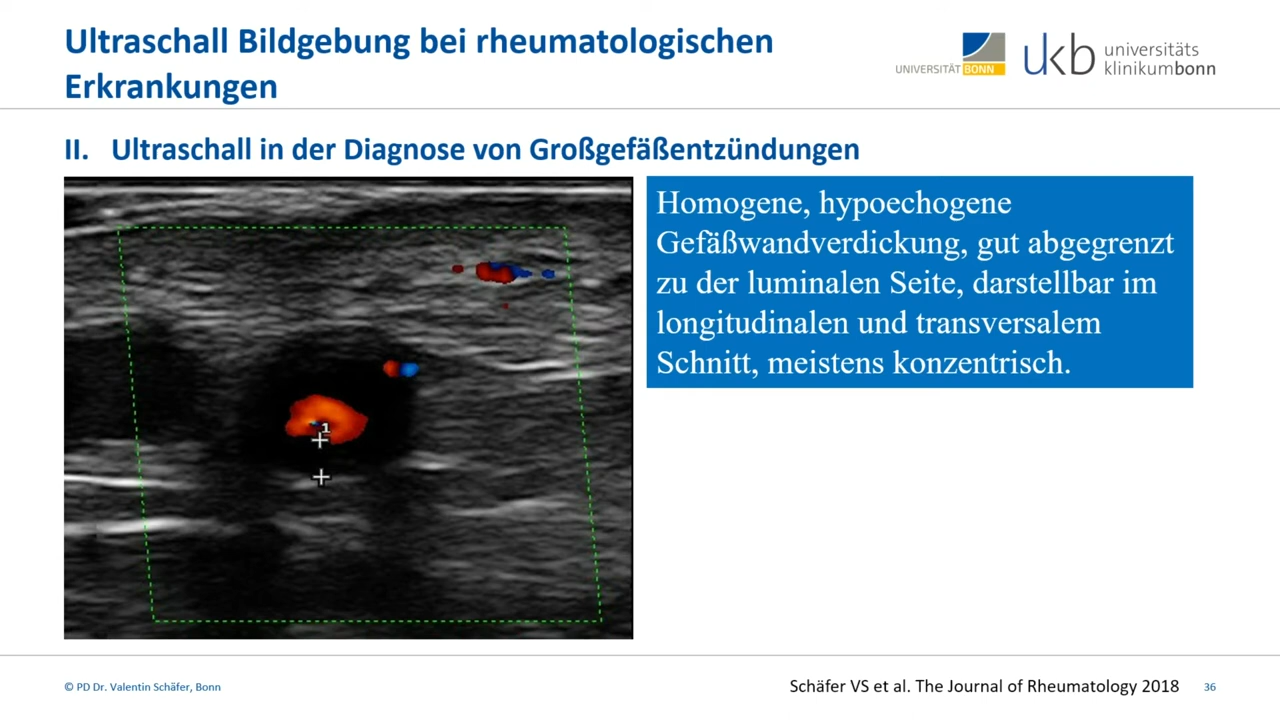 Ultraschall Bildgebung bei rheumatologischen
Erkrankungen
UNIVERSITÄT BONN
ukb universitäts
klinikumbonn
II. Ultraschall in der Diagnose von Großgefäßentzündungen
Homogene, hypoechogene
Gefäßwandverdickung, gut abgegrenzt
zu der luminalen Seite, darstellbar im
longitudinalen und transversalem
Schnitt, meistens konzentrisch.
1
© PD Dr. Valentin Schäfer, Bonn
Schäfer VS et al. The Journal of Rheumatology 2018
36